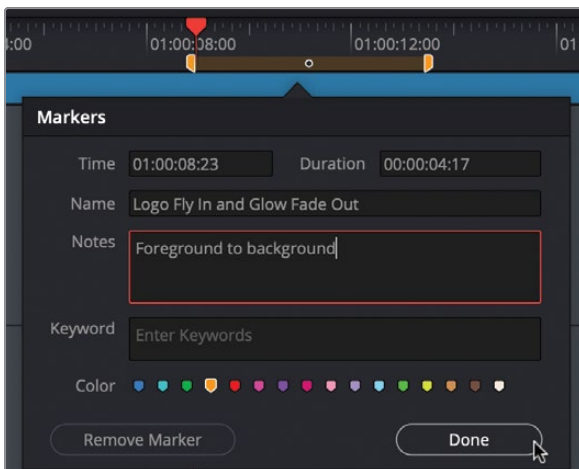 :00 01:00:08:00 01:00:12:00 01
Markers
Time 01:00:08:23 Duration 00:00:04:17
Name Logo Fly In and Glow Fade Out
Notes Foreground to background
Keyword Enter Keywords
Color
Remove Marker Done